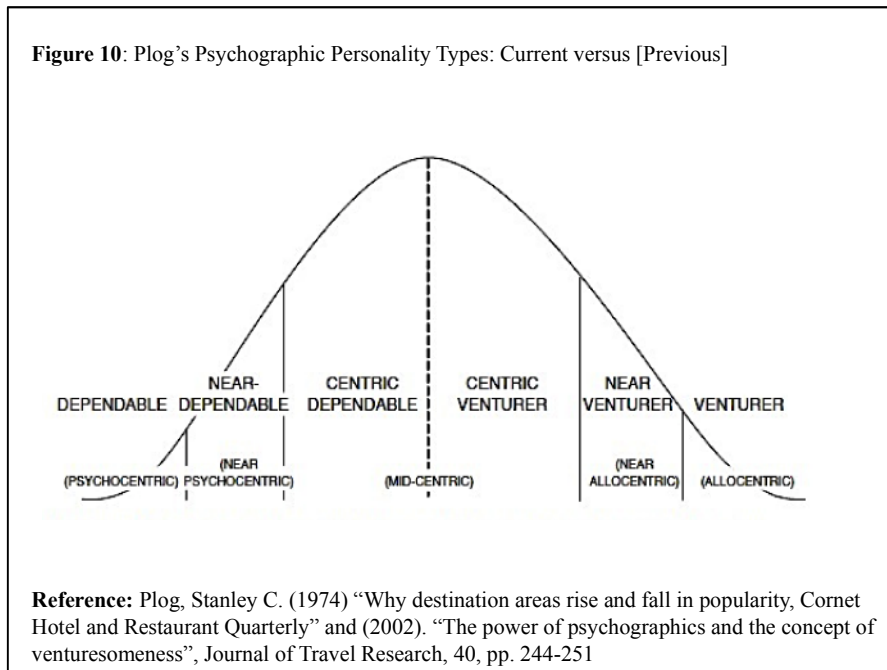 Figure 10: Plog’s Psychographic Personality Types: Current versus [Previous]
NEAR-
DEPENDABLE DEPENDABLE
CENTRIC
DEPENDABLE
CENTRIC
VENTURER
NEAR
VENTURER
VENTURER
(PSYCHOCENTRIC)
(NEAR
PSYCHOCENTRIC)
(MID-CENTRIC)
(NEAR
ALLOCENTRIC)
(ALLOCENTRIC)
Reference: Plog, Stanley C. (1974) “Why destination areas rise and fall in popularity, Cornet
Hotel and Restaurant Quarterly” and (2002). “The power of psychographics and the concept of
venturesomeness”, Journal of Travel Research, 40, pp. 244-251